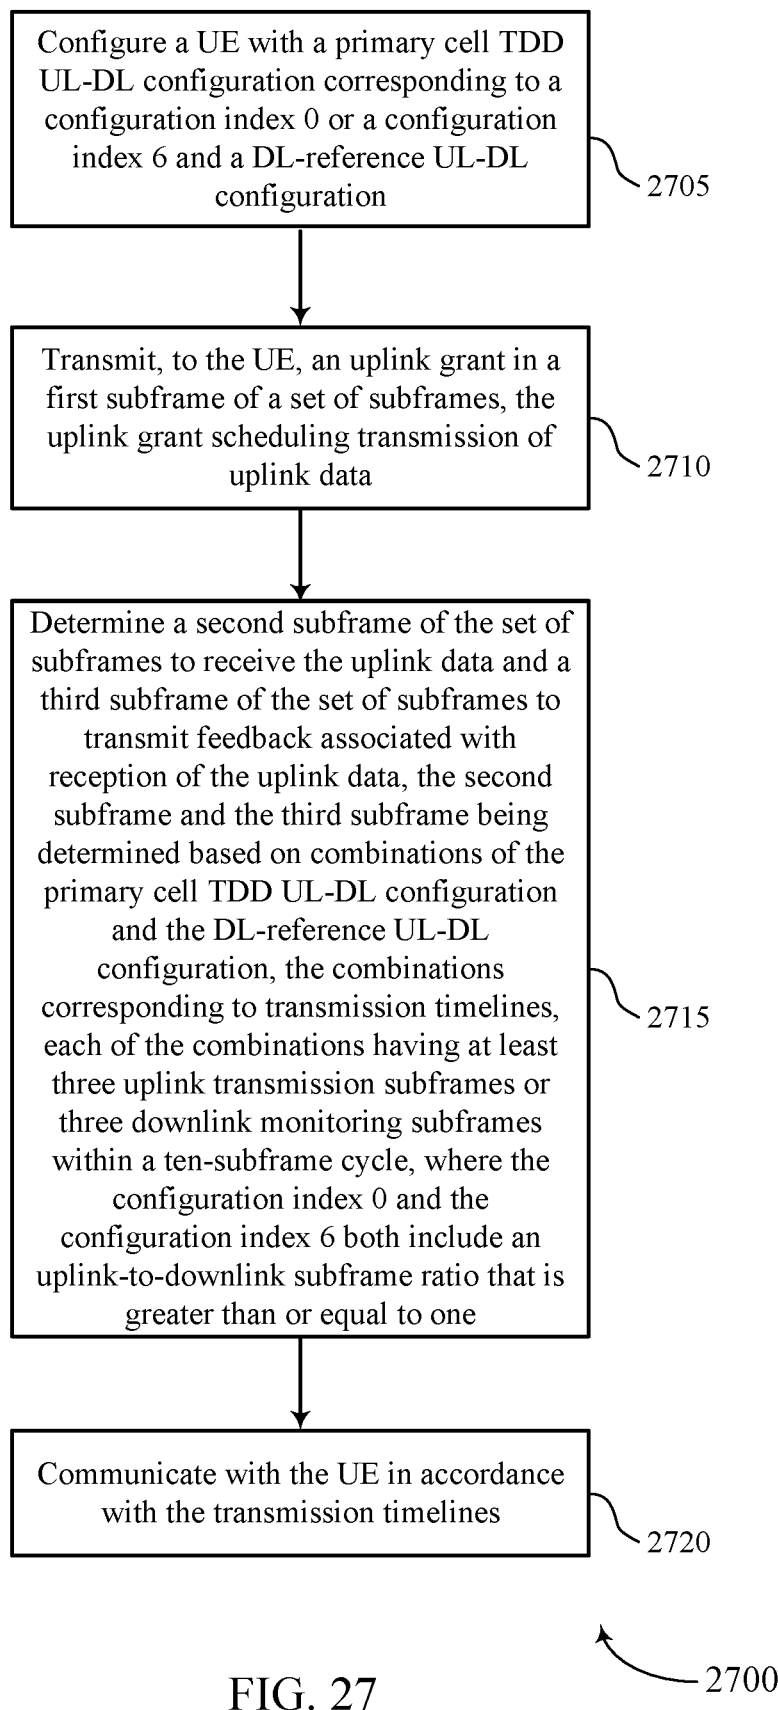 Configure a UE with a primary cell TDD
UL-DL configuration corresponding to a
configuration index 0 or a configuration
index 6 and a DL-reference UL-DL
configuration
2705
Transmit, to the UE, an uplink grant in a
first subframe of a set of subframes, the
uplink grant scheduling transmission of
uplink data
2710
Determine a second subframe of the set of
subframes to receive the uplink data and a
third subframe of the set of subframes to
transmit feedback associated with
reception of the uplink data, the second
subframe and the third subframe being
determined based on combinations of the
primary cell TDD UL-DL configuration
and the DL-reference UL-DL
configuration, the combinations
corresponding to transmission timelines,
each of the combinations having at least
three uplink transmission subframes or
three downlink monitoring subframes
within a ten-subframe cycle, where the
configuration index 0 and the
configuration index 6 both include an
uplink-to-downlink subframe ratio that is
greater than or equal to one
2715
Communicate with the UE in accordance
with the transmission timelines
2720
2700
FIG. 27